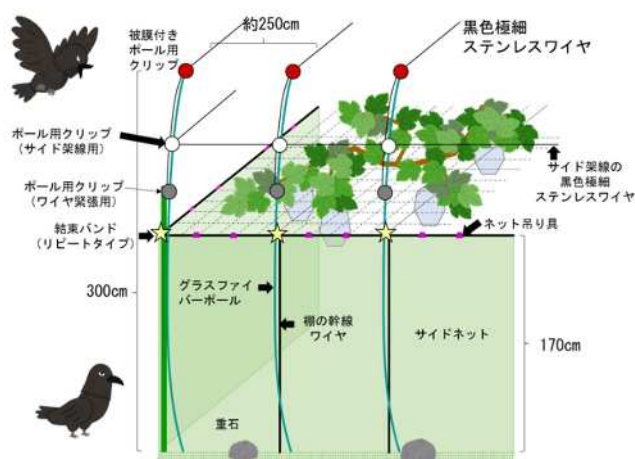 被膜付き
ポール用
クリップ
約250cm
黒色極細
ステンレスワイヤ
ポール用クリップ
(サイド架線用)
ポール用クリップ
(ワイヤ緊張用)
サイド架線の
黒色極細
ステンレスワイヤ
結束バンド
(リピートタイプ)
ネット吊り具
300cm
グラスファイ
バーポール
棚の幹線
ワイヤ
サイドネット
170cm
重石